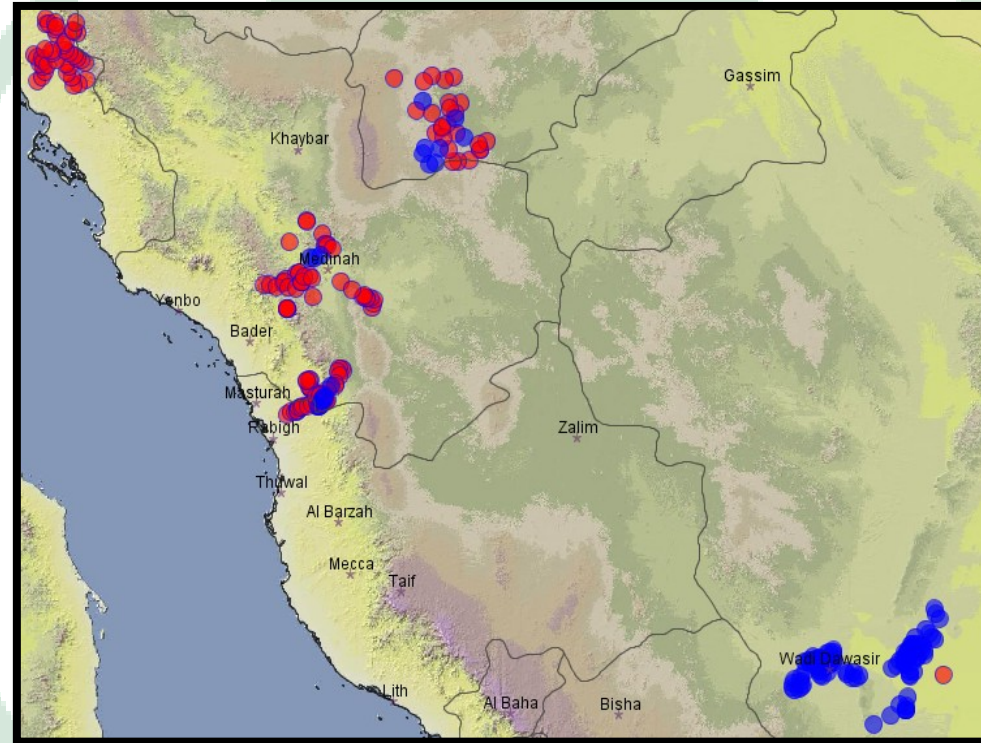 Gassim
Khaybar
Medinah
Yenbo
Bader
Masturah
Rabigh
Zalim
Thuwal
Al Barzah
Mecca
Taif
Wadi Dawasir
Lith
Al Baha
Bisha